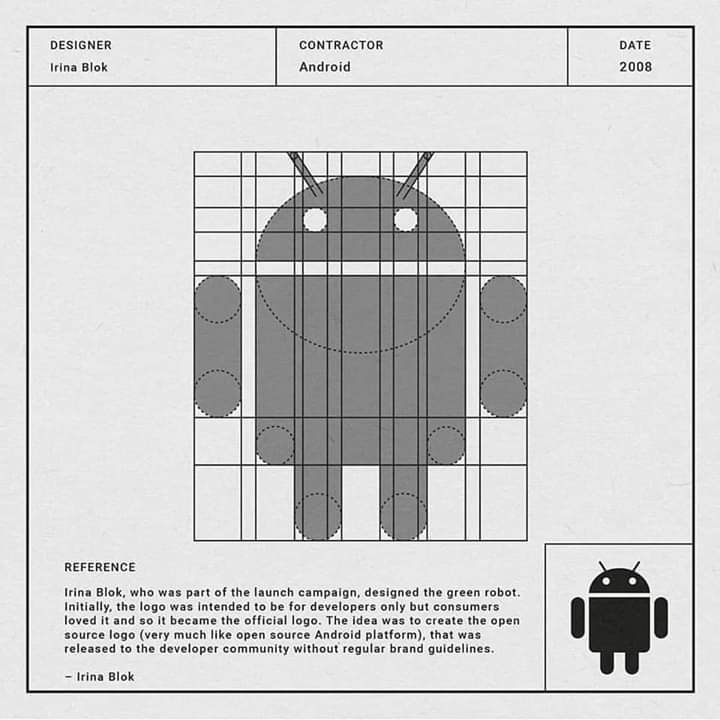 DESIGNER
Irina Blok
CONTRACTOR
Android
DATE
2008
REFERENCE
Irina Blok, who was part of the launch campaign, designed the green robot.
Initially, the logo was intended to be for developers only but consumers
loved it and so it became the official logo. The idea was to create the open
source logo (very much like open source Android platform), that was
released to the developer community without regular brand guidelines.
– Irina Blok